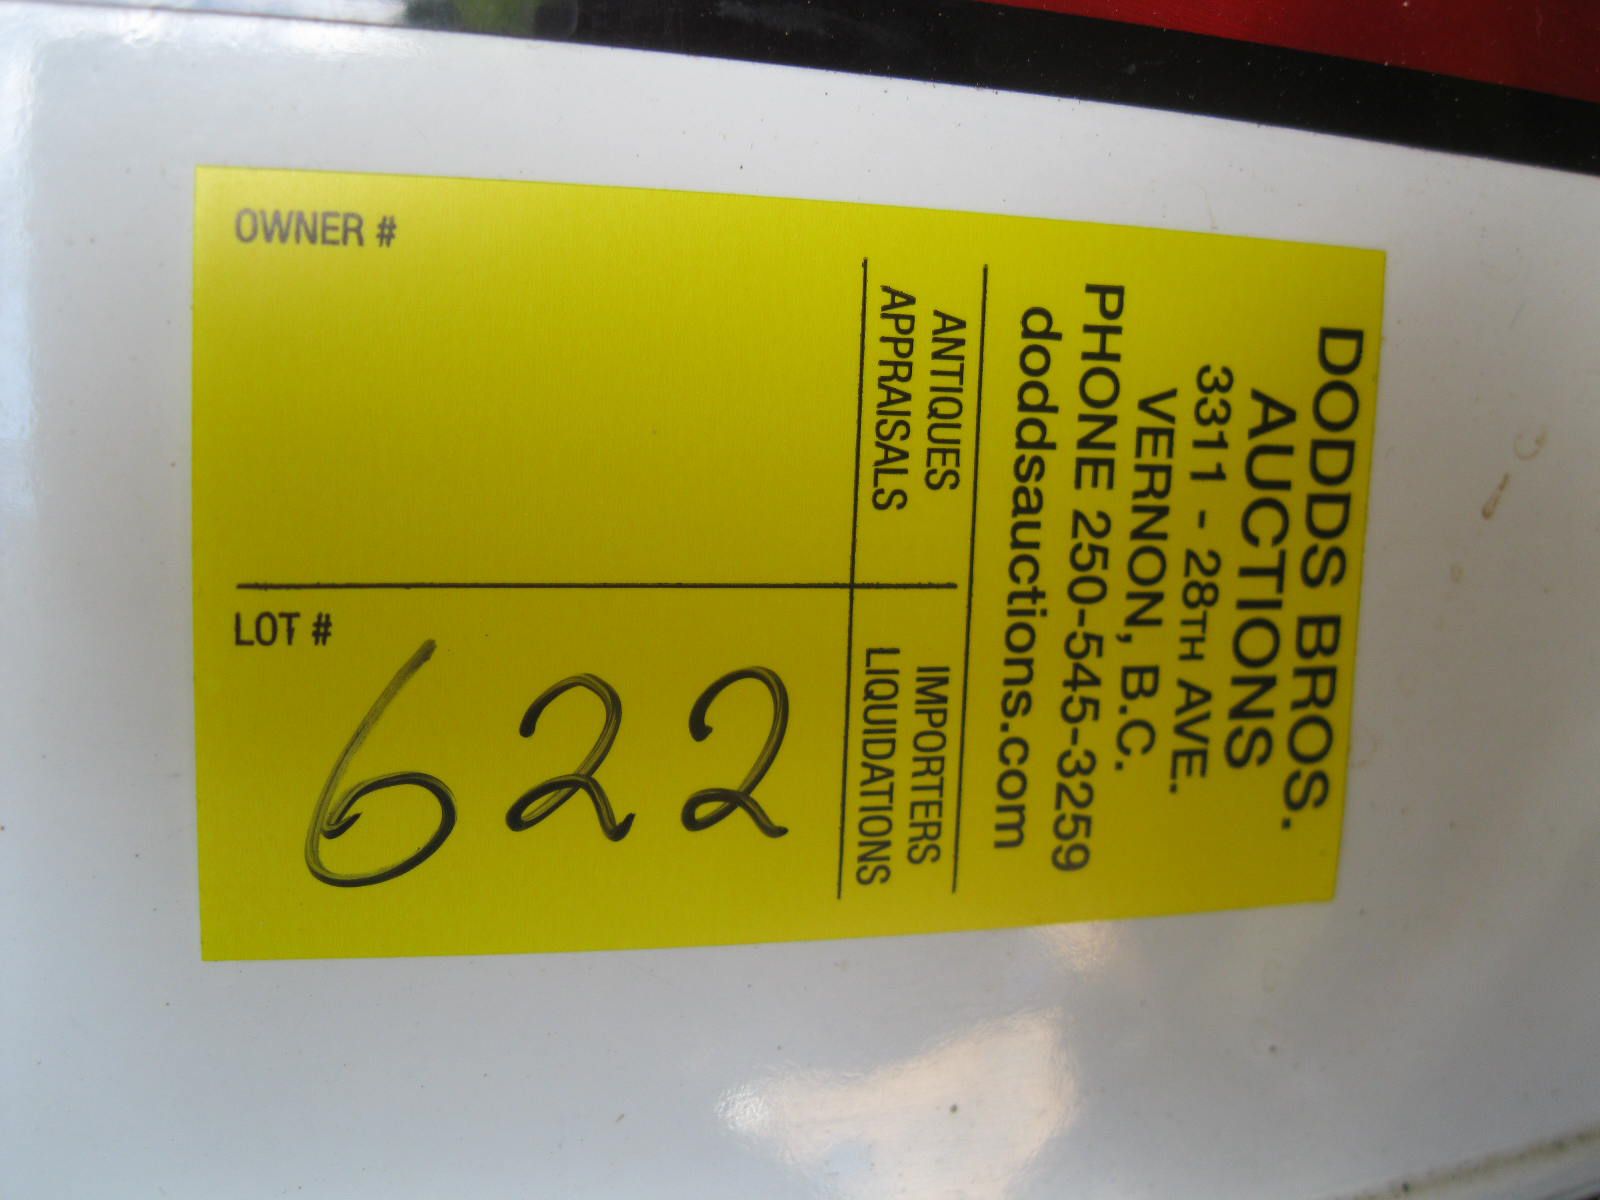 DODDS BROS.
AUCTIONS
3311 - 28TH AVE.
VERNON, B.C.
PHONE 250-545-3259
doddsauctions.com
ANTIQUES
APPRAISALS
IMPORTERS
LIQUIDATIONS
OWNER #
LOT #
622